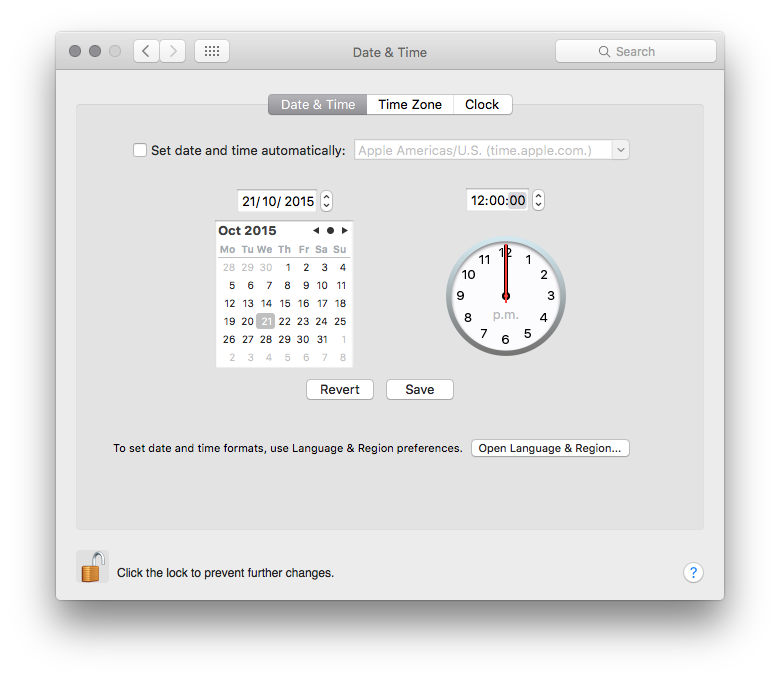 Date & Time
Search
Date & Time Time Zone Clock
Set date and time automatically: Apple Americas/U.S. (time.apple.com.)
21/10/2015
12:00:00
Oct 2015
Mo Tu We Th Fr Sa Su
28 29 30 1 2 3 4
5 6 7 8 9 10 11
12 13 14 15 16 17 18
19 20 21 22 23 24 25
26 27 28 29 30 31 1
2 3 4 5 6 7 8
12 1 2 3 4 5 6 7 8 9 10 11
p.m.
Revert Save
To set date and time formats, use Language & Region preferences. Open Language & Region...
Click the lock to prevent further changes.
?